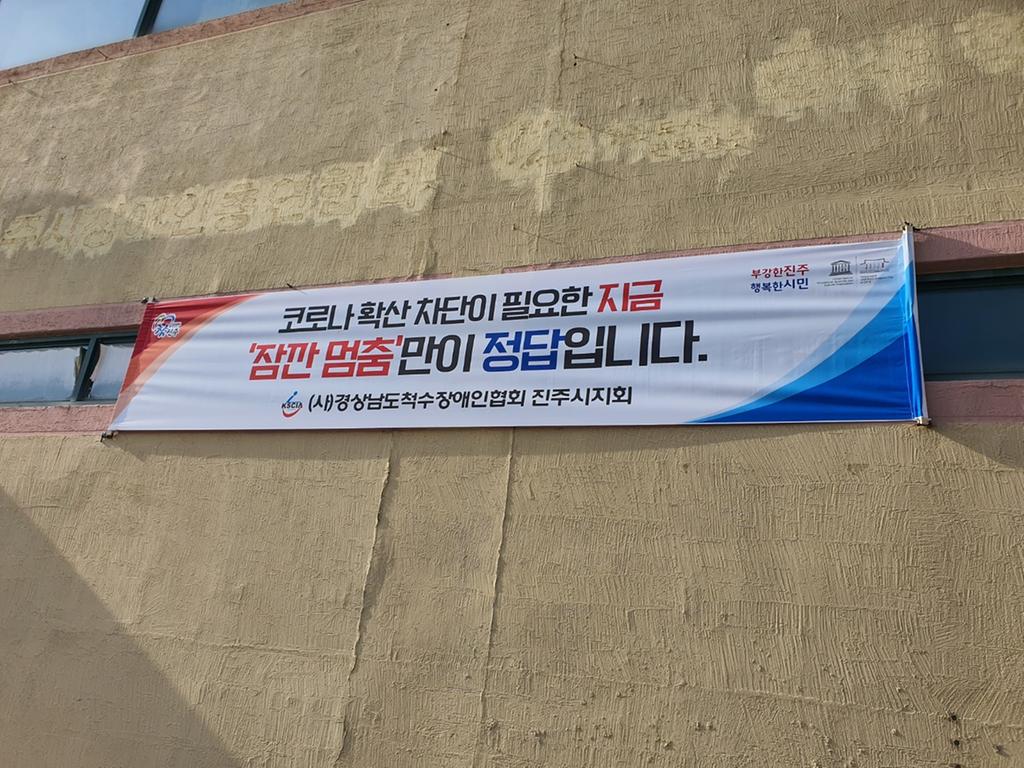 코로나 확산 차단이 필요한 지금
'잠깐 멈춤'만이 정답입니다.
KSCIA (사)경상남도척수장애인협회 진주시지회
부강한진주
행복한시민